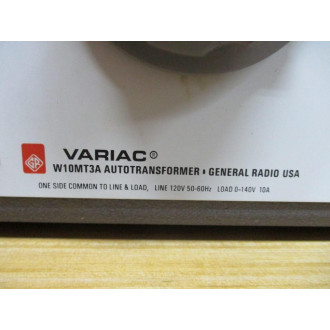 GR
VARIAC®
W10MT3A AUTOTRANSFORMER • GENERAL RADIO USA
ONE SIDE COMMON TO LINE & LOAD, LINE 120V 50-60Hz LOAD 0-140V 10A